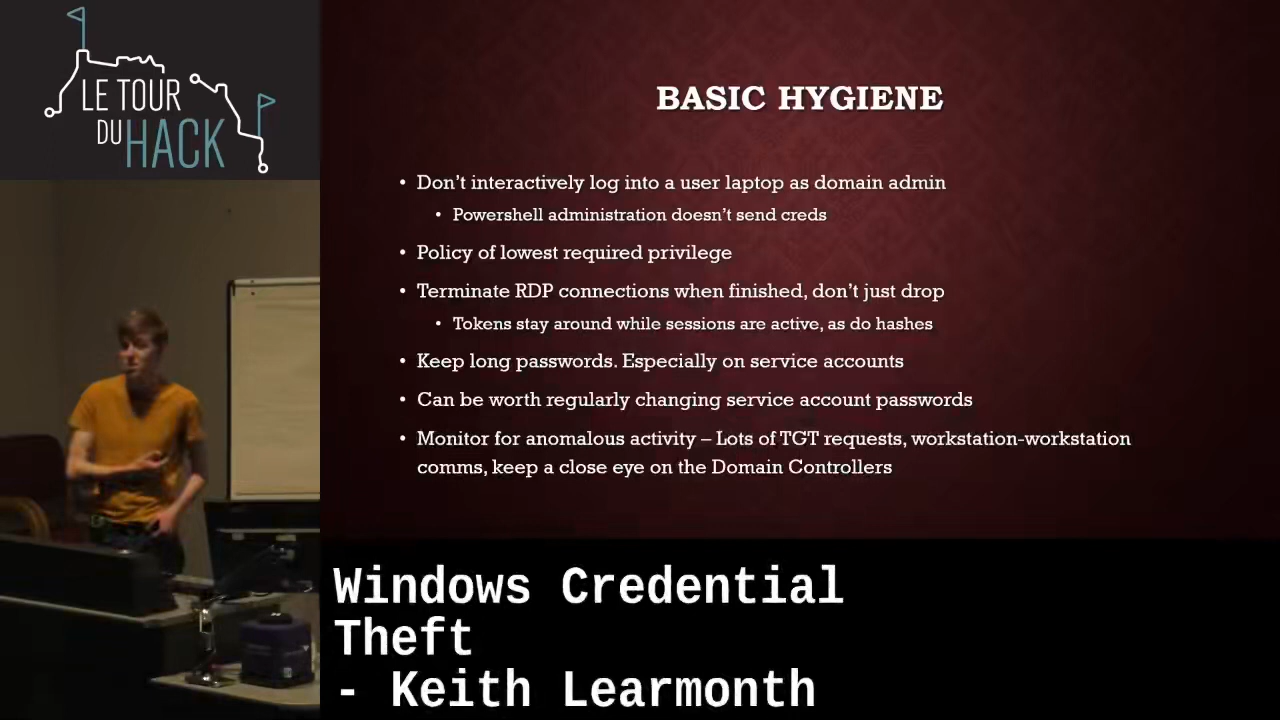 LE TOUR
DU HACK
BASIC HYGIENE
• Don't interactively log into a user laptop as domain admin
• Powershell administration doesn't send creds
• Policy of lowest required privilege
• Terminate RDP connections when finished, don't just drop
• Tokens stay around while sessions are active, as do hashes
• Keep long passwords. Especially on service accounts
• Can be worth regularly changing service account passwords
• Monitor for anomalous activity – Lots of TGT requests, workstation-workstation
comms, keep a close eye on the Domain Controllers
Windows Credential
Theft
- Keith Learmonth